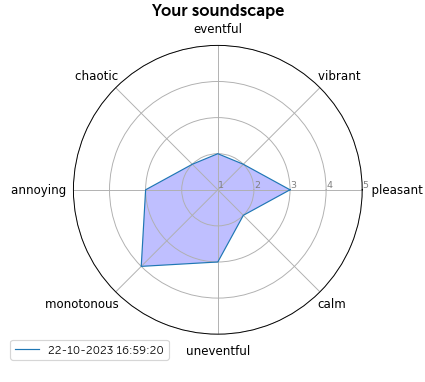 Your soundscape
eventful
chaotic
vibrant
annoying
1 2 3 4 5
pleasant
monotonous
calm
uneventful
22-10-2023 16:59:20